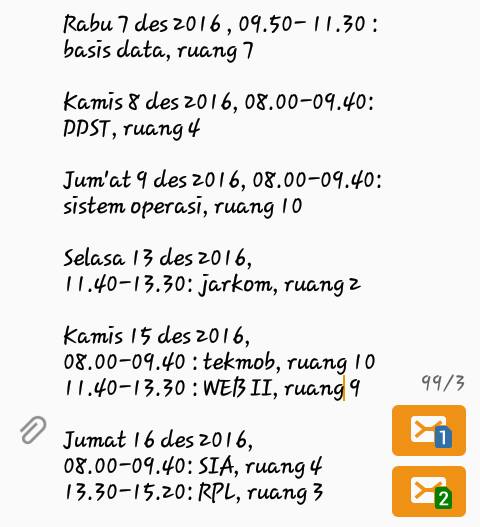 Rabu 7 des 2016, 09.50-11.30 :
basis data, ruang 7
Kamis 8 des 2016, 08.00-09.40:
DDST, ruang 4
Jum'at 9 des 2016, 08.00-09.40:
sistem operasi, ruang 10
Selasa 13 des 2016,
11.40-13.30: jarkom, ruang 2
Kamis 15 des 2016,
08.00-09.40 : tekmob, ruang 10
11.40-13.30 : WEB II, ruang 9
99/3
Jumat 16 des 2016,
08.00-09.40: SIA, ruang 4
13.30-15.20: RPL, ruang 3
1
2